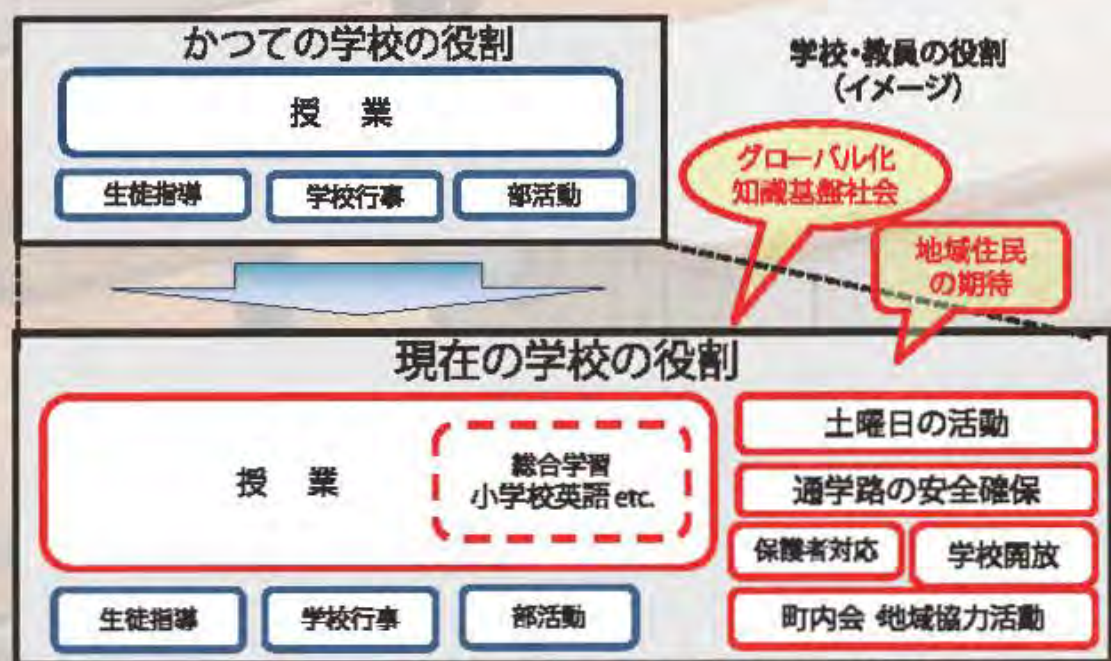 かつての学校の役割
授　業
生徒指導
学校行事
部活動
学校・教員の役割
(イメージ)
グローバル化
知識基盤社会
地域住民
の期待
現在の学校の役割
授　業
総合学習
小学校英語 etc.
生徒指導
学校行事
部活動
土曜日の活動
通学路の安全確保
保護者対応
学校開放
町内会・地域協力活動